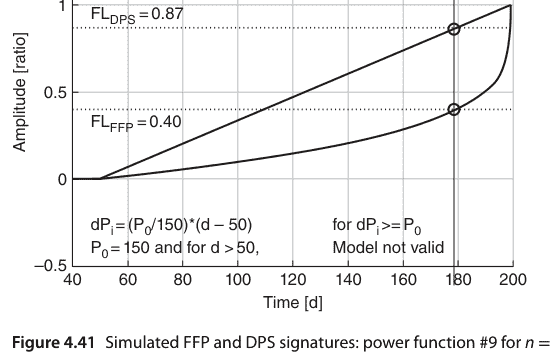 FL_DPS = 0.87
Amplitude [ratio]
0.5
FL_FFP = 0.40
0
dP_i = (P_0/150)*(d – 50) for dP_i >= P_0
P_0 = 150 and for d > 50, Model not valid
–0.5
40 60 80 100 120 140 160 180 200
Time [d]
Figure 4.41 Simulated FFP and DPS signatures: power function #9 for n =